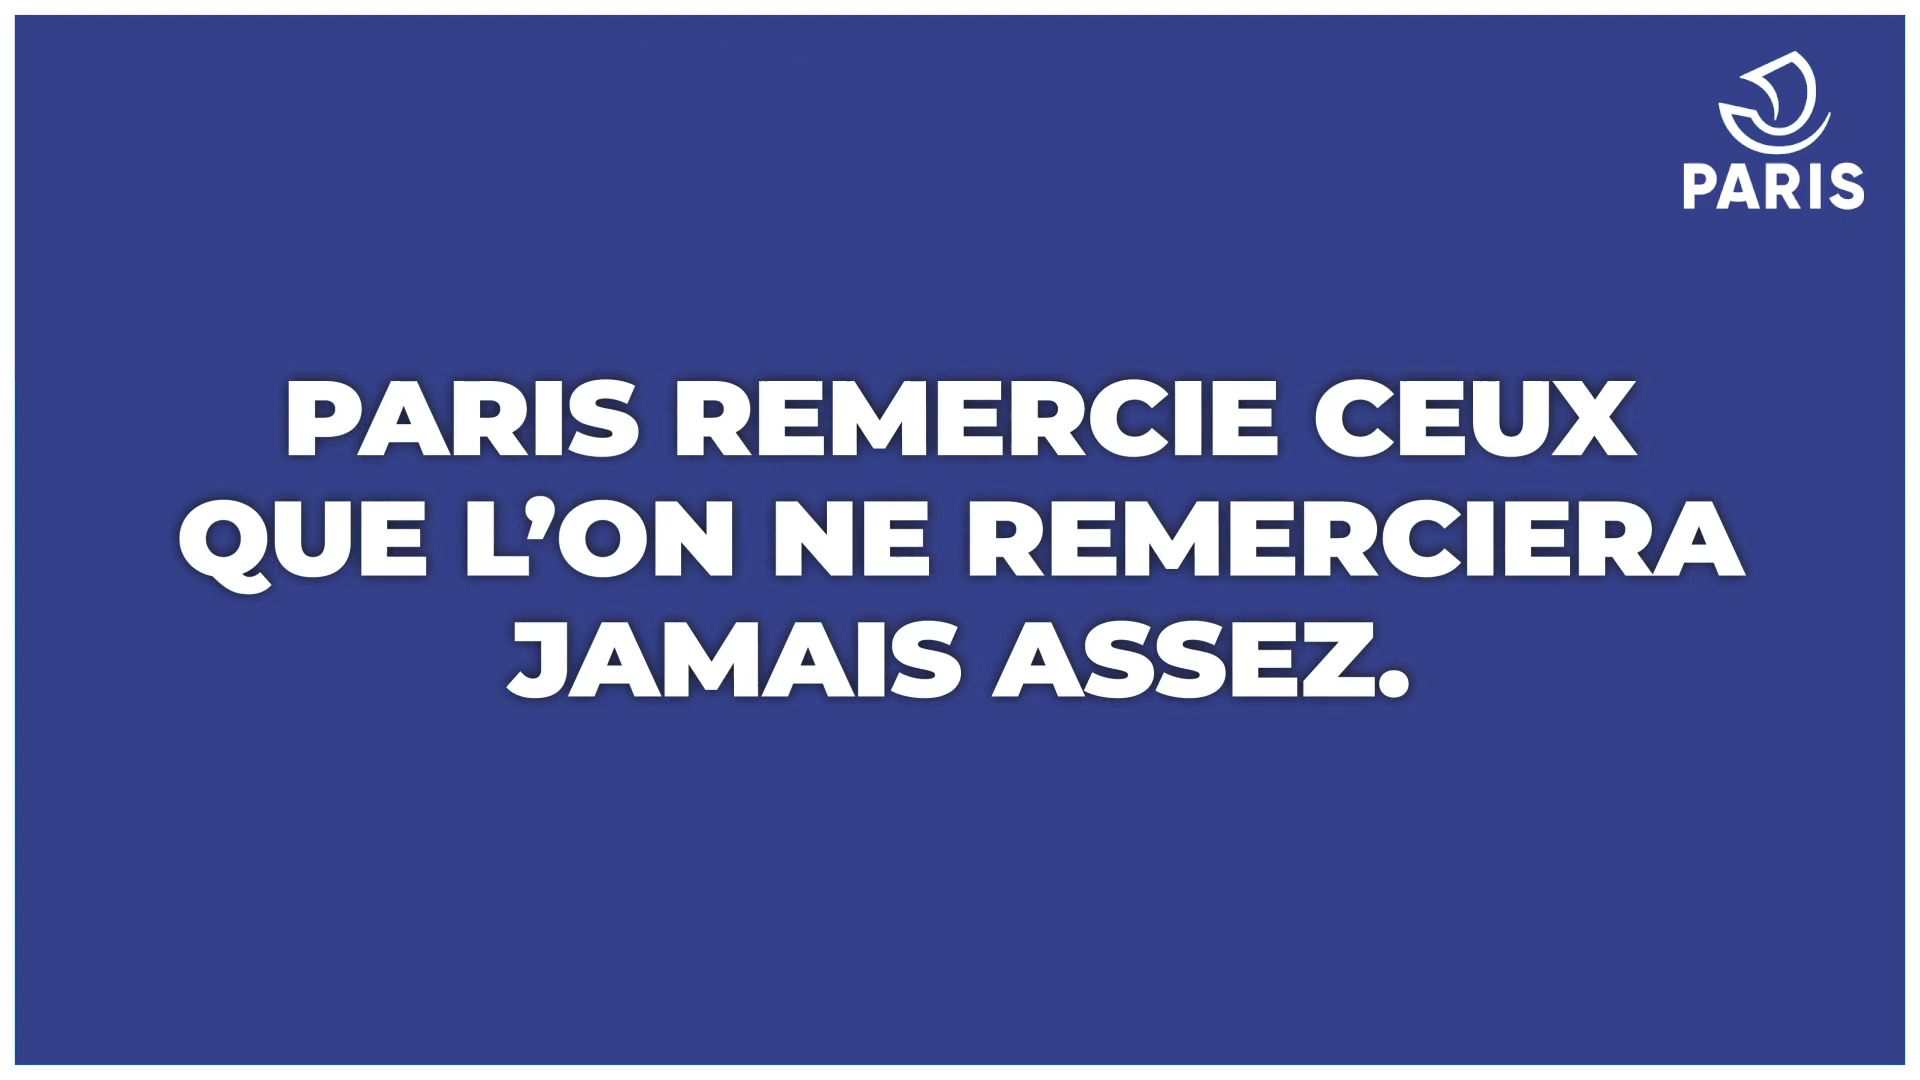 PARIS
PARIS REMERCIE CEUX
QUE L’ON NE REMERCIERA
JAMAIS ASSEZ.